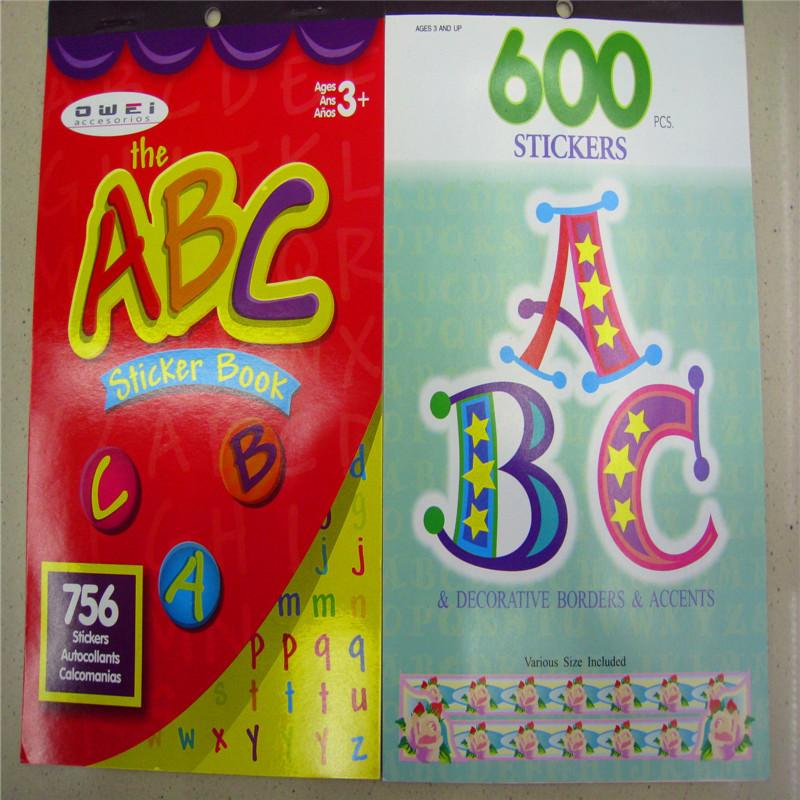 OWEi
accesorios
Ages
Ans
Años
3+
the
ABC
Sticker Book
C
B
A
756
Stickers
Autocollants
Calcomanias
d
g
j j
m m n
p p q q
s t t t u
w w x y y y z
AGES 3 AND UP
600
PCS.
STICKERS
A
B C
& DECORATIVE BORDERS & ACCENTS
Various Size Included